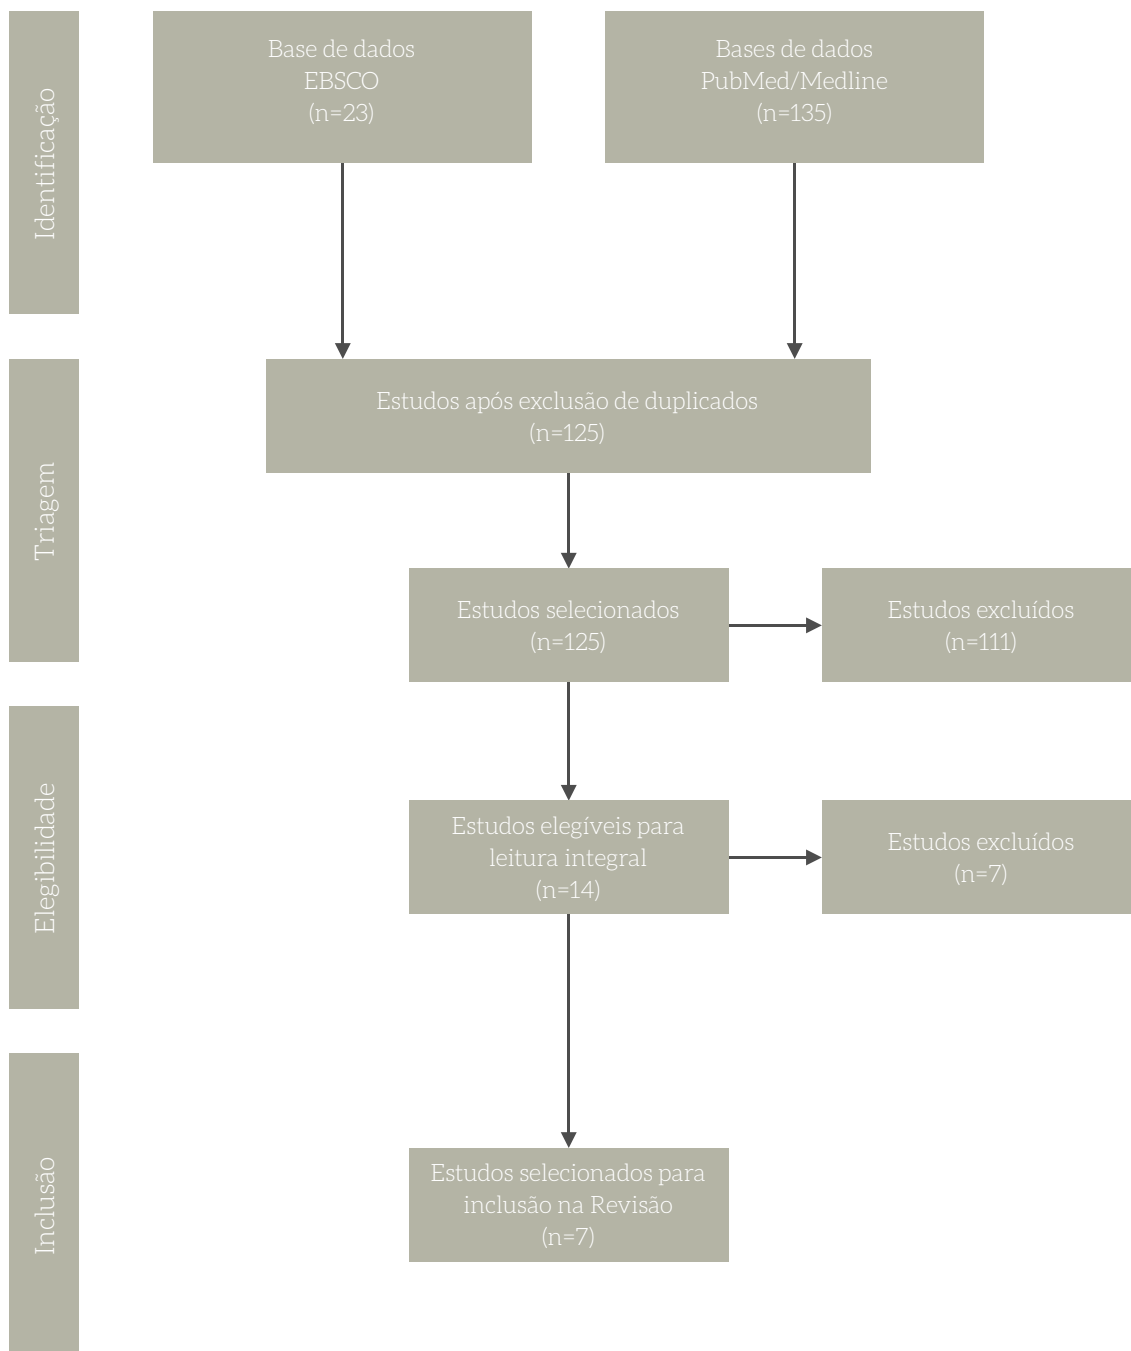 Identificação
Base de dados
EBSCO
(n=23)
Bases de dados
PubMed/Medline
(n=135)
Triagem
Estudos após exclusão de duplicados
(n=125)
Estudos selecionados
(n=125)
Estudos excluídos
(n=111)
Elegibilidade
Estudos elegíveis para
leitura integral
(n=14)
Estudos excluídos
(n=7)
Inclusão
Estudos selecionados para
inclusão na Revisão
(n=7)